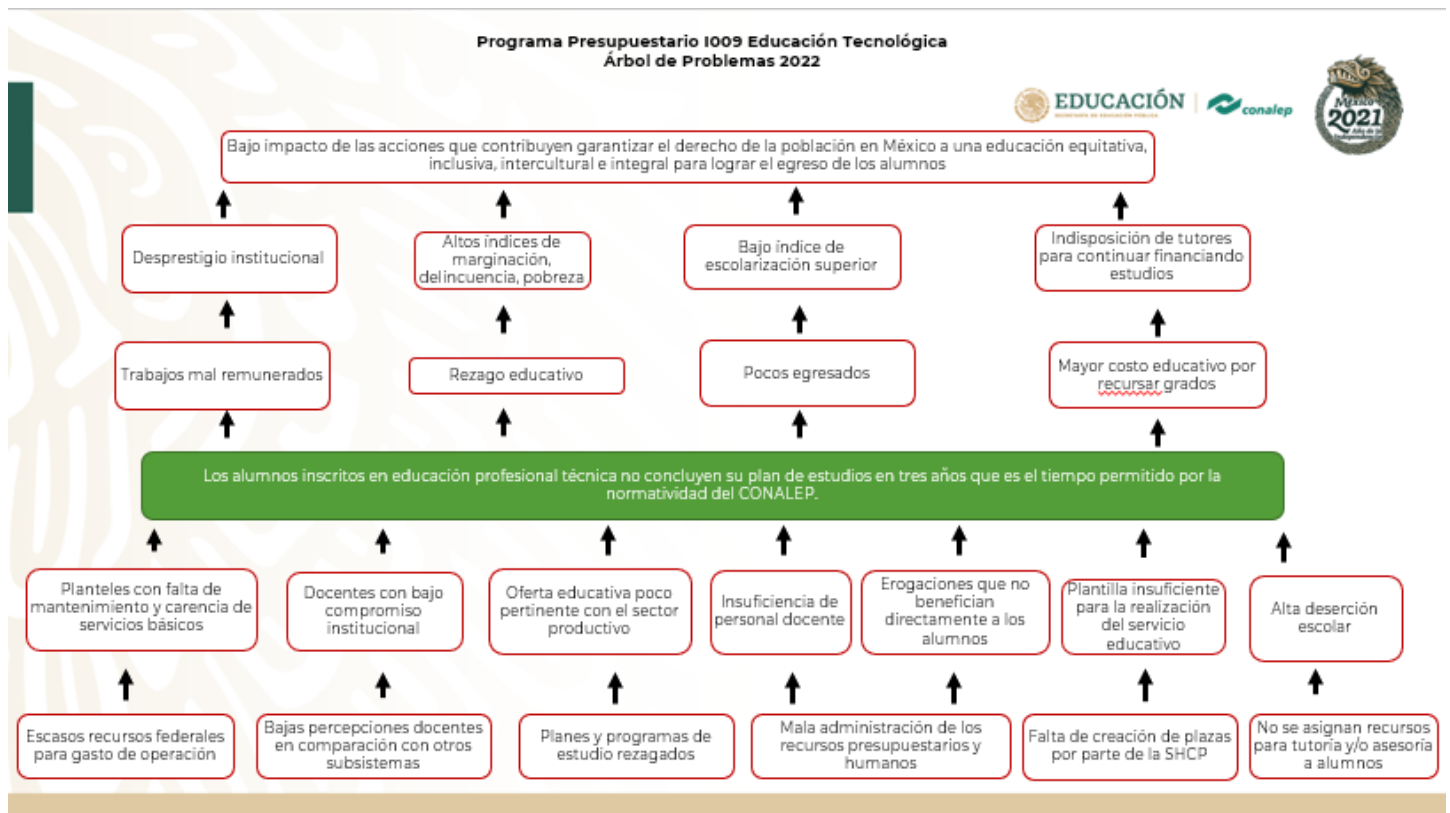 Programa Presupuestario I009 Educación Tecnológica
Árbol de Problemas 2022
EDUCACIÓN
SECRETARÍA DE EDUCACIÓN PÚBLICA
conalep
México
2021
Año de la
Bajo impacto de las acciones que contribuyen garantizar el derecho de la población en México a una educación equitativa,
inclusiva, intercultural e integral para lograr el egreso de los alumnos
Desprestigio institucional
Altos índices de
marginación,
delincuencia, pobreza
Bajo índice de
escolarización superior
Indisposición de tutores
para continuar financiando
estudios
Trabajos mal remunerados
Rezago educativo
Pocos egresados
Mayor costo educativo por
recursar grados
Los alumnos inscritos en educación profesional técnica no concluyen su plan de estudios en tres años que es el tiempo permitido por la
normatividad del CONALEP.
Planteles con falta de
mantenimiento y carencia de
servicios básicos
Docentes con bajo
compromiso
institucional
Oferta educativa poco
pertinente con el sector
productivo
Insuficiencia de
personal docente
Erogaciones que no
benefician
directamente a los
alumnos
Plantilla insuficiente
para la realización
del servicio
educativo
Alta deserción
escolar
Escasos recursos federales
para gasto de operación
Bajas percepciones docentes
en comparación con otros
subsistemas
Planes y programas de
estudio rezagados
Mala administración de los
recursos presupuestarios y
humanos
Falta de creación de plazas
por parte de la SHCP
No se asignan recursos
para tutoría y/o asesoría
a alumnos